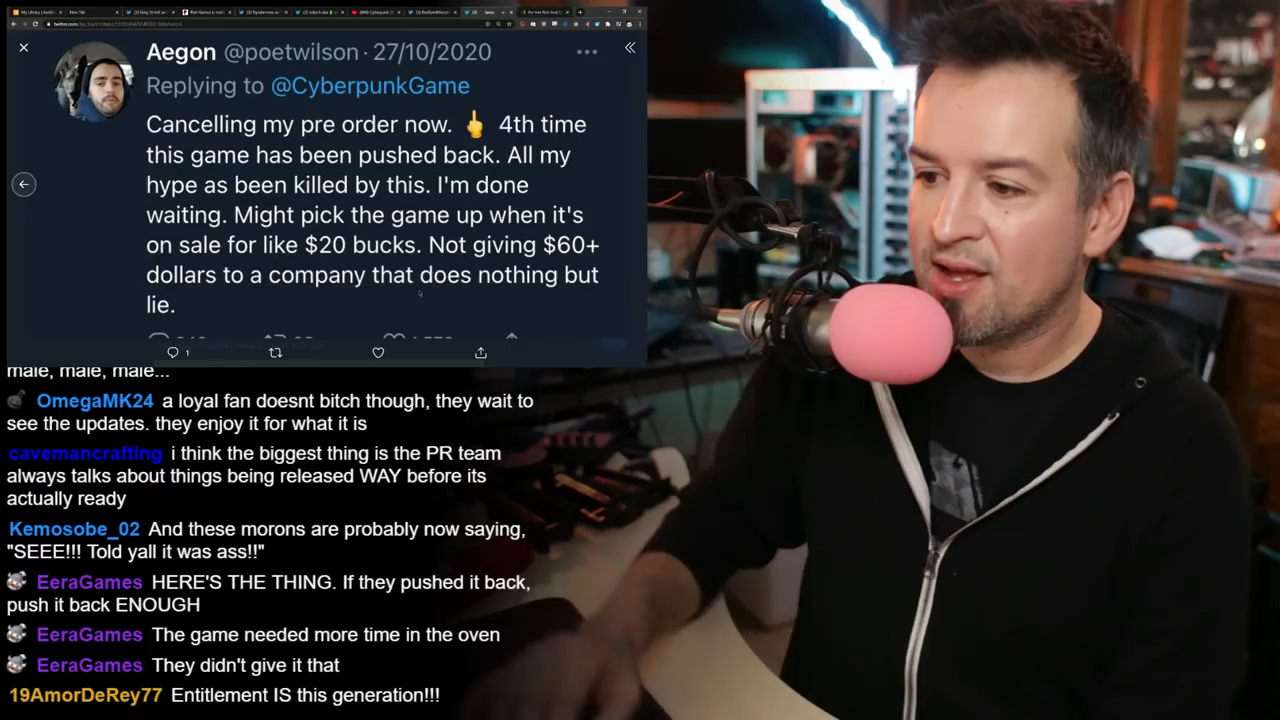 Aegon @poetwilson · 27/10/2020
Replying to @CyberpunkGame
Cancelling my pre order now. 🖕 4th time
this game has been pushed back. All my
hype as been killed by this. I'm done
waiting. Might pick the game up when it's
on sale for like $20 bucks. Not giving $60+
dollars to a company that does nothing but
lie.
1
male, male, male...
OmegaMK24 a loyal fan doesnt bitch though, they wait to
see the updates. they enjoy it for what it is
cavemancrafting i think the biggest thing is the PR team
always talks about things being released WAY before its
actually ready
Kemosobe_02 And these morons are probably now saying,
"SEEE!!! Told yall it was ass!!"
EeraGames HERE'S THE THING. If they pushed it back,
push it back ENOUGH
EeraGames The game needed more time in the oven
EeraGames They didn't give it that
19AmorDeRey77 Entitlement IS this generation!!!